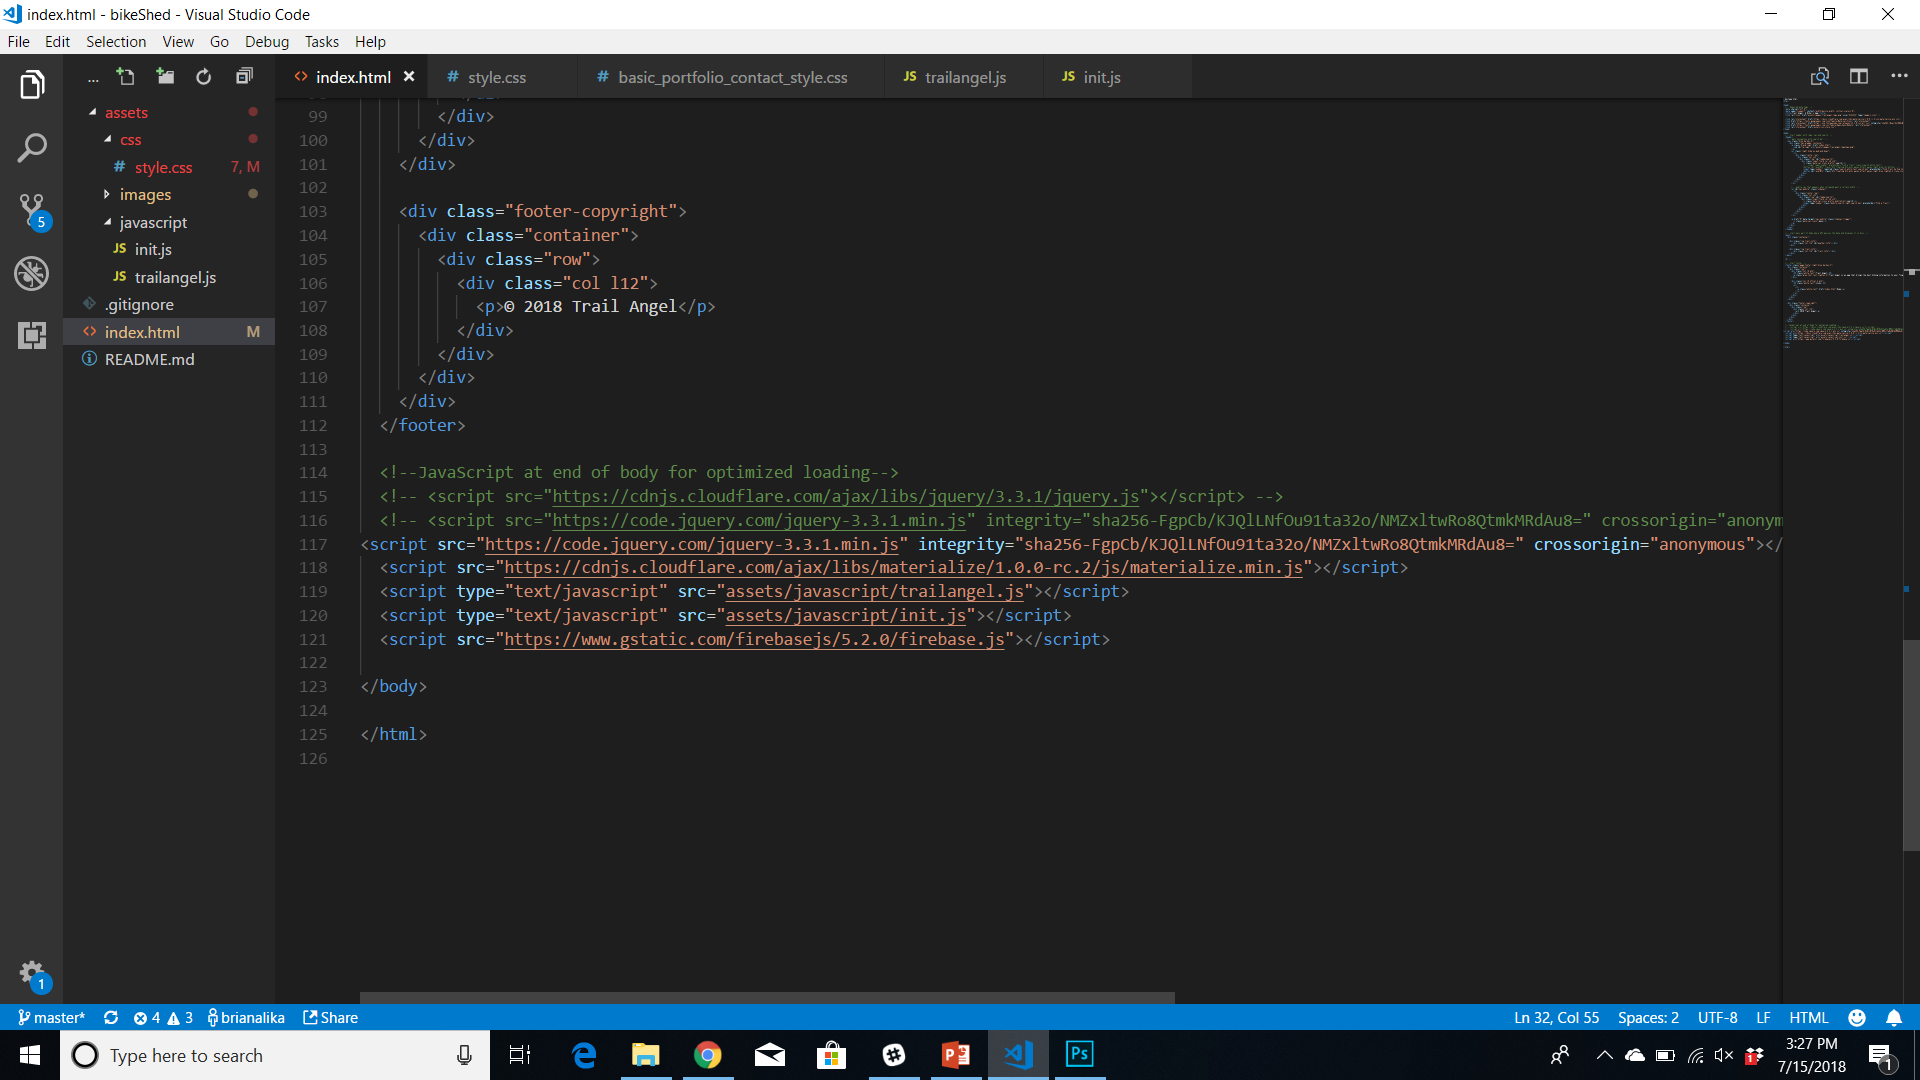 index.html - bikeShed - Visual Studio Code
File Edit Selection View Go Debug Tasks Help
... index.html style.css basic_portfolio_contact_style.css JS trailangel.js JS init.js
assets
css
style.css 7, M
images
javascript
JS init.js
JS trailangel.js
.gitignore
index.html M
README.md
99 </div>
100 </div>
101 </div>
102
103 <div class="footer-copyright">
104 <div class="container">
105 <div class="row">
106 <div class="col l12">
107 <p>© 2018 Trail Angel</p>
108 </div>
109 </div>
110 </div>
111 </div>
112 </footer>
113
114 <!--JavaScript at end of body for optimized loading-->
115 <!-- <script src="https://cdnjs.cloudflare.com/ajax/libs/jquery/3.3.1/jquery.js"></script> -->
116 <!-- <script src="https://code.jquery.com/jquery-3.3.1.min.js" integrity="sha256-FgpCb/KJQlLNfOu91ta32o/NMZxltwRo8QtmkMRdAu8=" crossorigin="anonym
117 <script src="https://code.jquery.com/jquery-3.3.1.min.js" integrity="sha256-FgpCb/KJQlLNfOu91ta32o/NMZxltwRo8QtmkMRdAu8=" crossorigin="anonymous"></
118 <script src="https://cdnjs.cloudflare.com/ajax/libs/materialize/1.0.0-rc.2/js/materialize.min.js"></script>
119 <script type="text/javascript" src="assets/javascript/trailangel.js"></script>
120 <script type="text/javascript" src="assets/javascript/init.js"></script>
121 <script src="https://www.gstatic.com/firebasejs/5.2.0/firebase.js"></script>
122
123 </body>
124
125 </html>
126
5
1
master* 4 3 brianalika Share Ln 32, Col 55 Spaces: 2 UTF-8 LF HTML
Type here to search
Ps
3:27 PM
7/15/2018
1